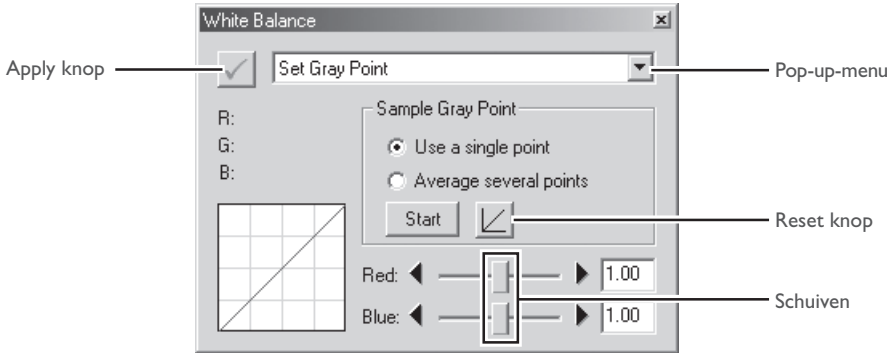 White Balance
Apply knop
Set Gray Point
Pop-up-menu
R:
G:
B:
Sample Gray Point
Use a single point
Average several points
Start
Reset knop
Red:
1.00
Blue:
1.00
Schuiven